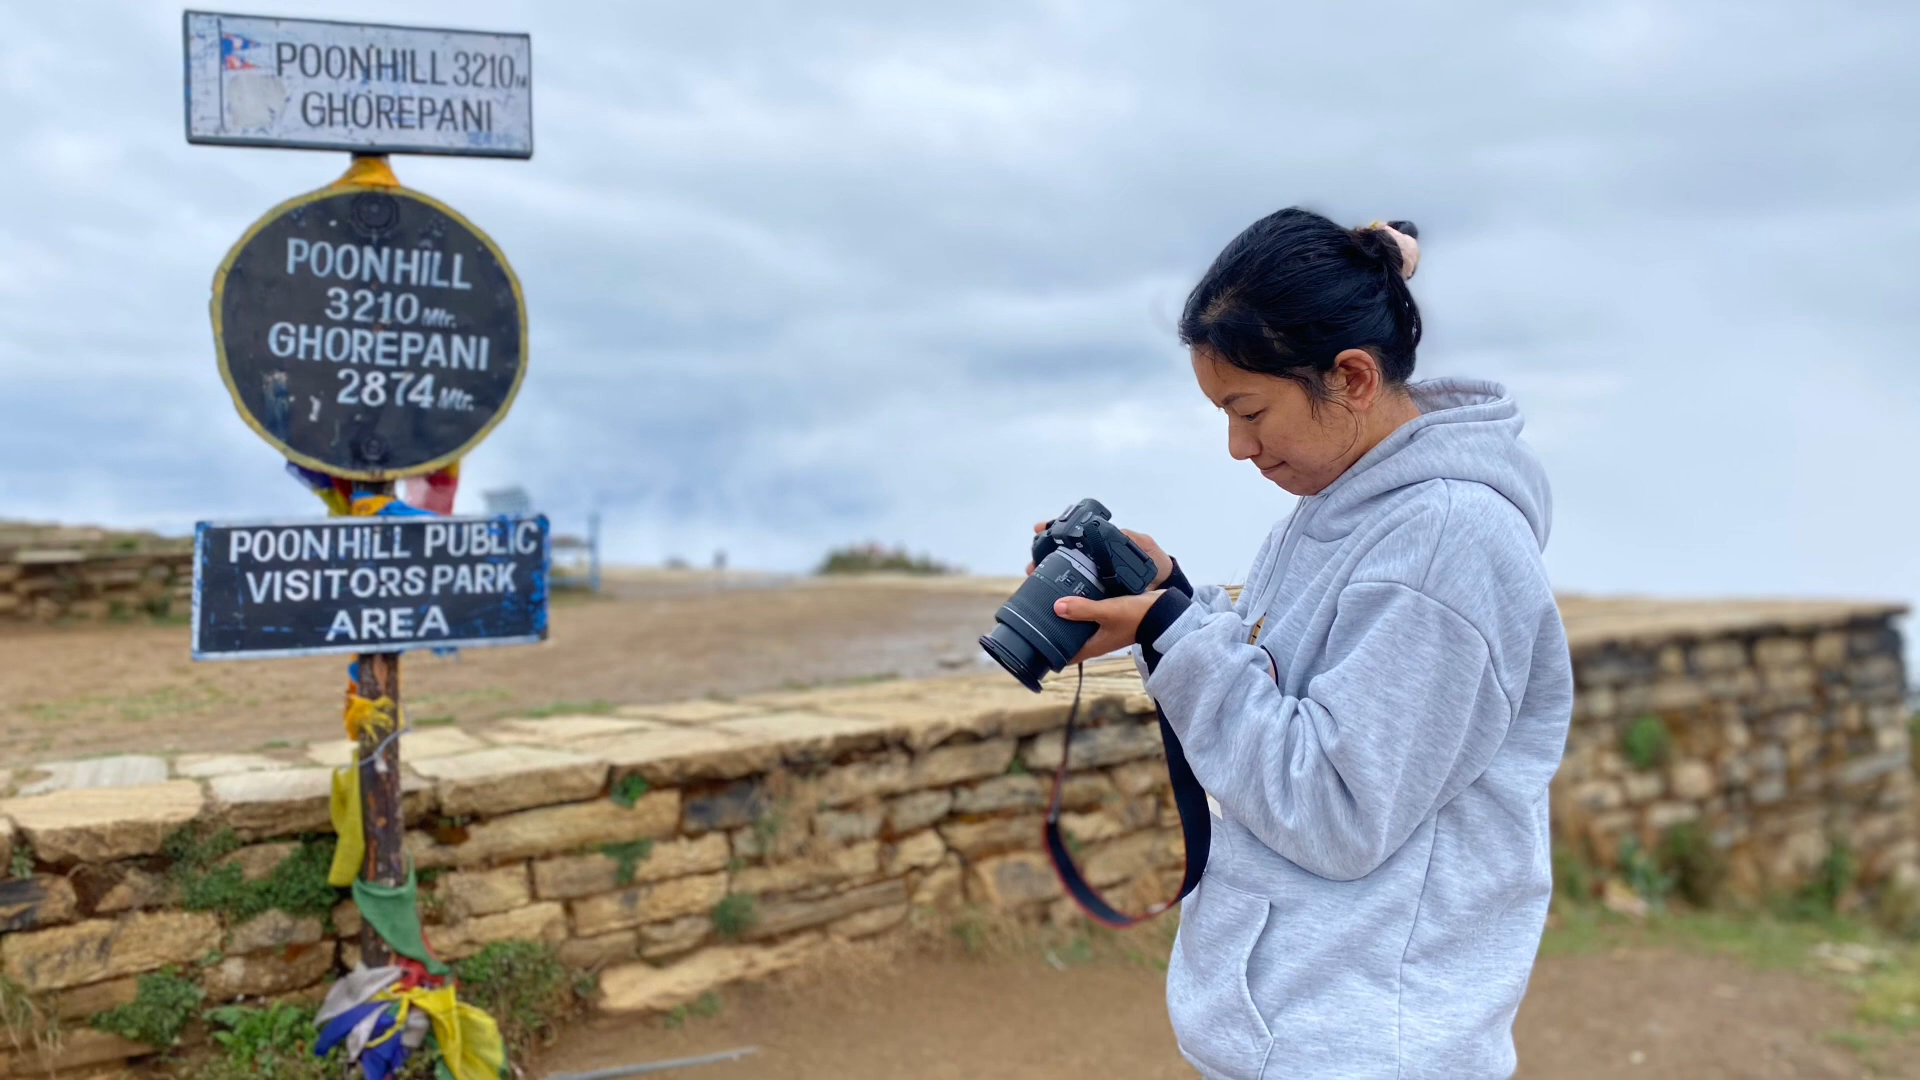 POONHILL 3210M
GHOREPANI
POONHILL
3210 Mtr.
GHOREPANI
2874 Mtr.
POON HILL PUBLIC
VISITORS PARK
AREA